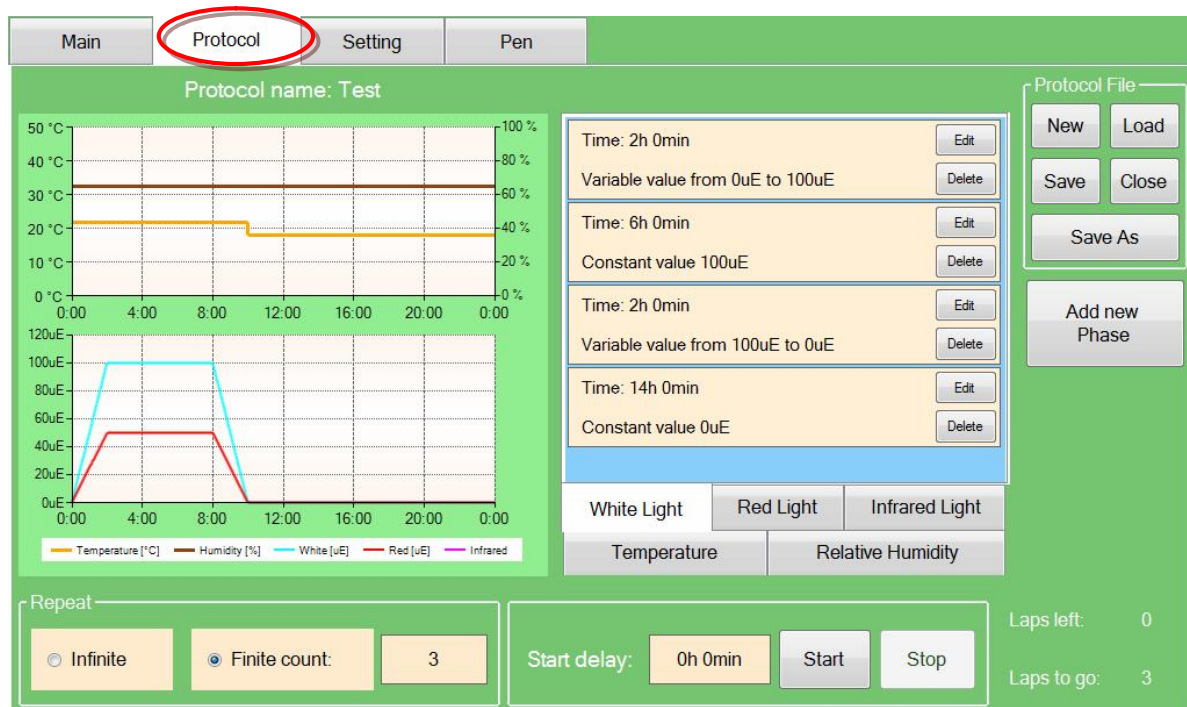 Main
Protocol
Setting
Pen
Protocol name: Test
50 °C
40 °C
30 °C
20 °C
10 °C
0 °C
100 %
80 %
60 %
40 %
20 %
0 %
0:00 4:00 8:00 12:00 16:00 20:00 0:00
120uE
100uE
80uE
60uE
40uE
20uE
0uE
0:00 4:00 8:00 12:00 16:00 20:00 0:00
Temperature [°C] Humidity [%] White [uE] Red [uE] Infrared
Time: 2h 0min
Edit
Variable value from 0uE to 100uE
Delete
Time: 6h 0min
Edit
Constant value 100uE
Delete
Time: 2h 0min
Edit
Variable value from 100uE to 0uE
Delete
Time: 14h 0min
Edit
Constant value 0uE
Delete
White Light
Red Light
Infrared Light
Temperature
Relative Humidity
Protocol File
New
Load
Save
Close
Save As
Add new
Phase
Repeat
Infinite
Finite count:
3
Start delay:
0h 0min
Start
Stop
Laps left: 0
Laps to go: 3